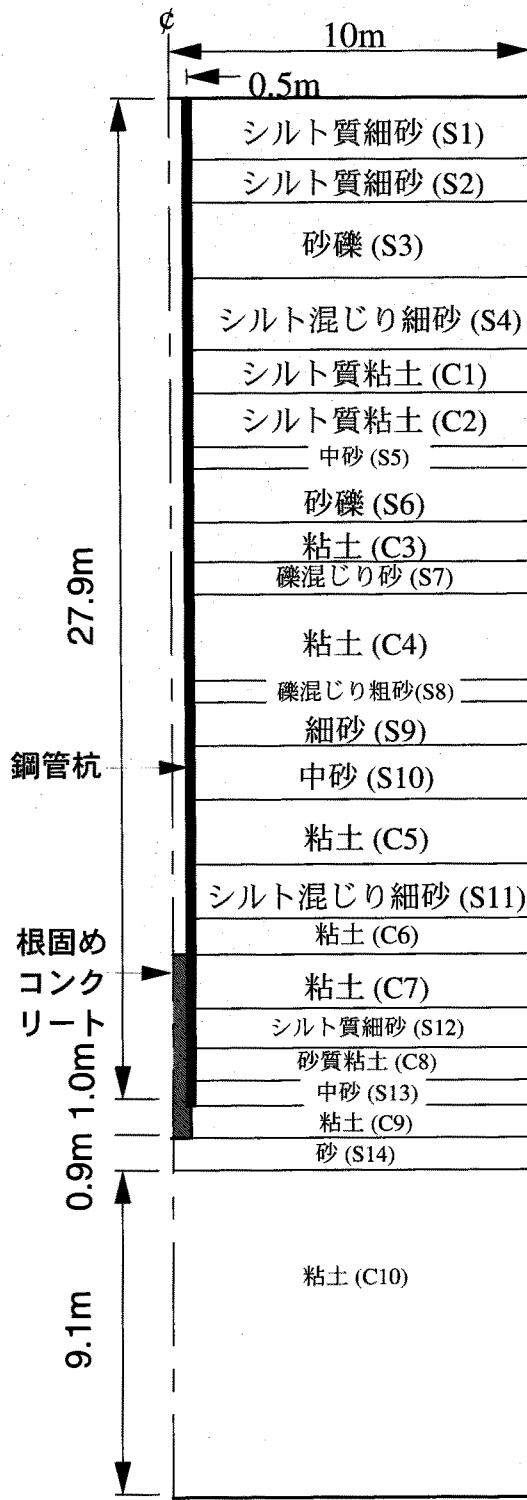 ¢
10m
0.5m
シルト質細砂 (S1)
シルト質細砂 (S2)
砂礫 (S3)
シルト混じり細砂 (S4)
シルト質粘土 (C1)
シルト質粘土 (C2)
中砂 (S5)
砂礫 (S6)
粘土 (C3)
礫混じり砂 (S7)
粘土 (C4)
礫混じり粗砂(S8)
細砂 (S9)
中砂 (S10)
粘土 (C5)
シルト混じり細砂 (S11)
粘土 (C6)
粘土 (C7)
シルト質細砂 (S12)
砂質粘土 (C8)
中砂 (S13)
粘土 (C9)
砂 (S14)
粘土 (C10)
27.9m
鋼管杭
根固め
コンク
リート
1.0m
0.9m
9.1m